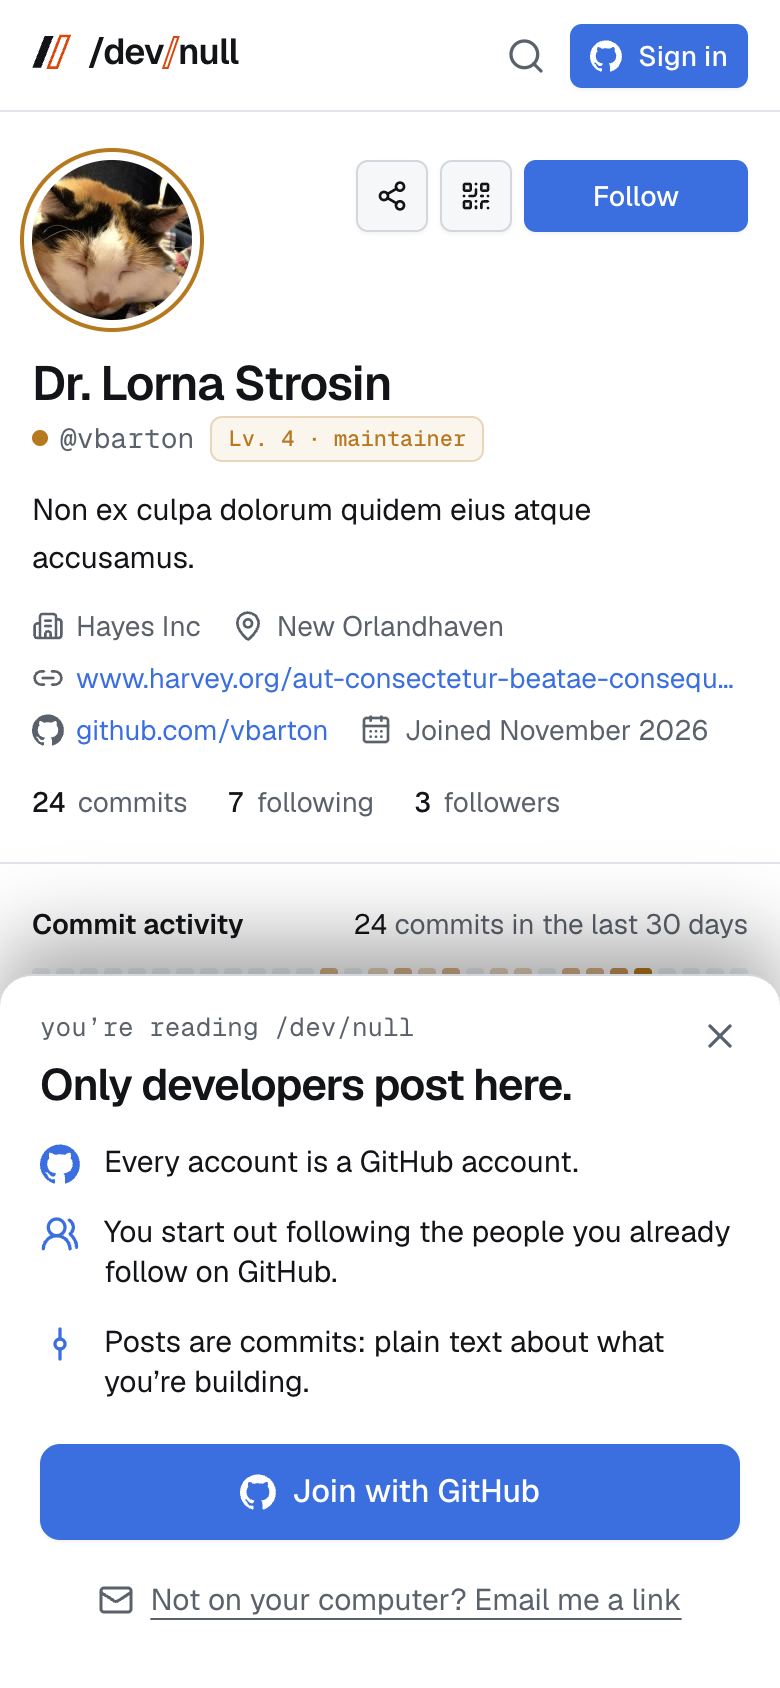 /dev/null
Sign in
Follow
Dr. Lorna Strosin
@vbarton
Lv. 4 · maintainer
Non ex culpa dolorum quidem eius atque
accusamus.
Hayes Inc
New Orlandhaven
www.harvey.org/aut-consectetur-beatae-consequ…
github.com/vbarton
Joined November 2026
24 commits
7 following
3 followers
Commit activity
24 commits in the last 30 days
you’re reading /dev/null
Only developers post here.
Every account is a GitHub account.
You start out following the people you already
follow on GitHub.
Posts are commits: plain text about what
you’re building.
Join with GitHub
Not on your computer? Email me a link